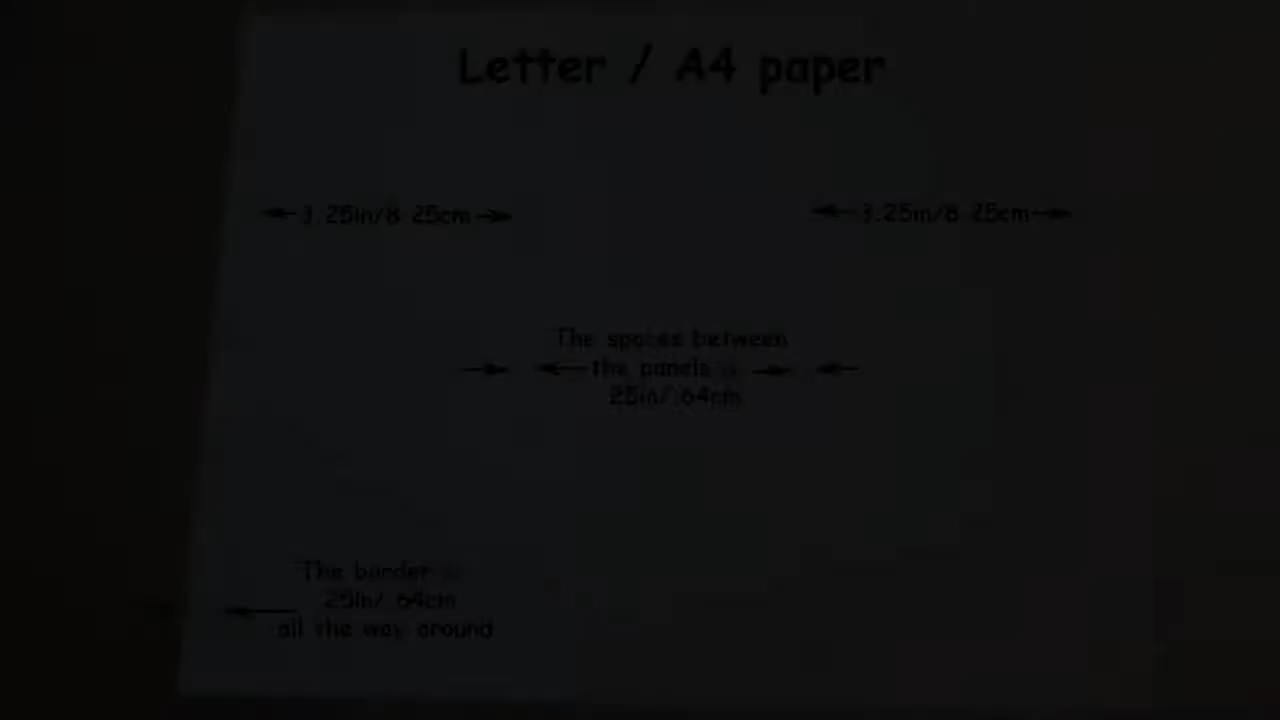 Letter / A4 paper
3.25in/8.25cm
3.25in/8.25cm
The spaces between
the panels is
.25in/.64cm
The border is
.25in/.64cm
all the way around